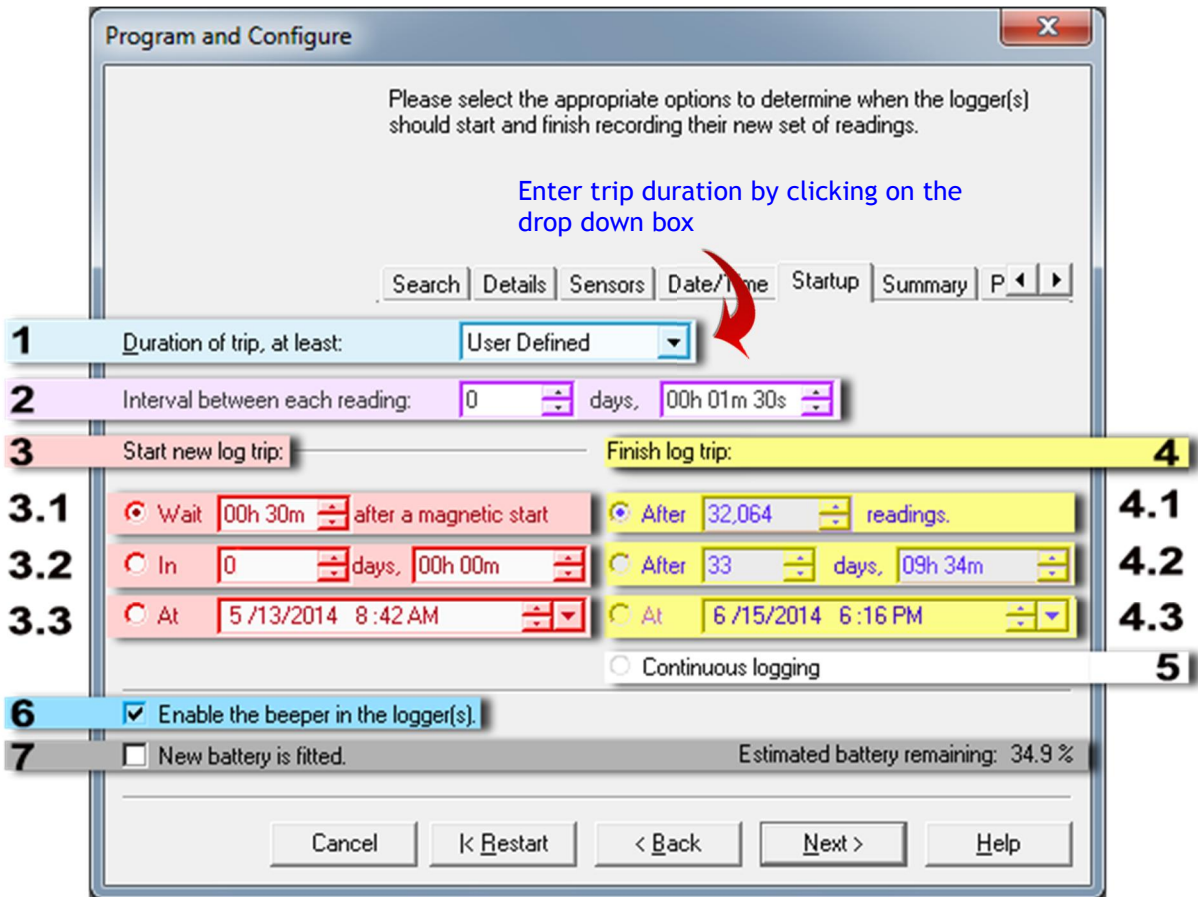 Program and Configure
Please select the appropriate options to determine when the logger(s)
should start and finish recording their new set of readings.
Enter trip duration by clicking on the
drop down box
Search Details Sensors Date/Time Startup Summary P
1 Duration of trip, at least: User Defined
2 Interval between each reading: 0 days, 00h 01m 30s
3 Start new log trip: Finish log trip: 4
3.1 Wait 00h 30m after a magnetic start After 32,064 readings. 4.1
3.2 In 0 days, 00h 00m After 33 days, 09h 34m 4.2
3.3 At 5 /13/2014 8 :42 AM At 6 /15/2014 6 :16 PM 4.3
Continuous logging 5
6 Enable the beeper in the logger(s).
7 New battery is fitted. Estimated battery remaining: 34.9 %
Cancel |< Restart < Back Next > Help